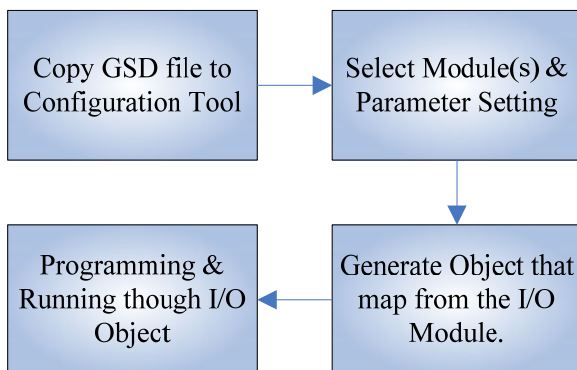 Copy GSD file to
Configuration Tool
Select Module(s) &
Parameter Setting
Generate Object that
map from the I/O
Module.
Programming &
Running though I/O
Object